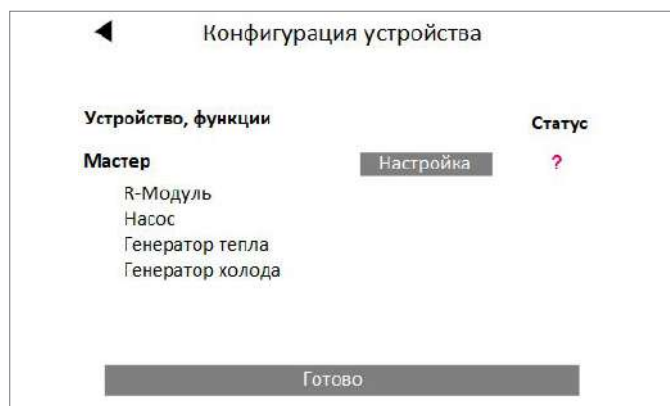 Конфигурация устройства
Устройство, функции Статус
Мастер Настройка ?
R-Модуль
Насос
Генератор тепла
Генератор холода
Готово